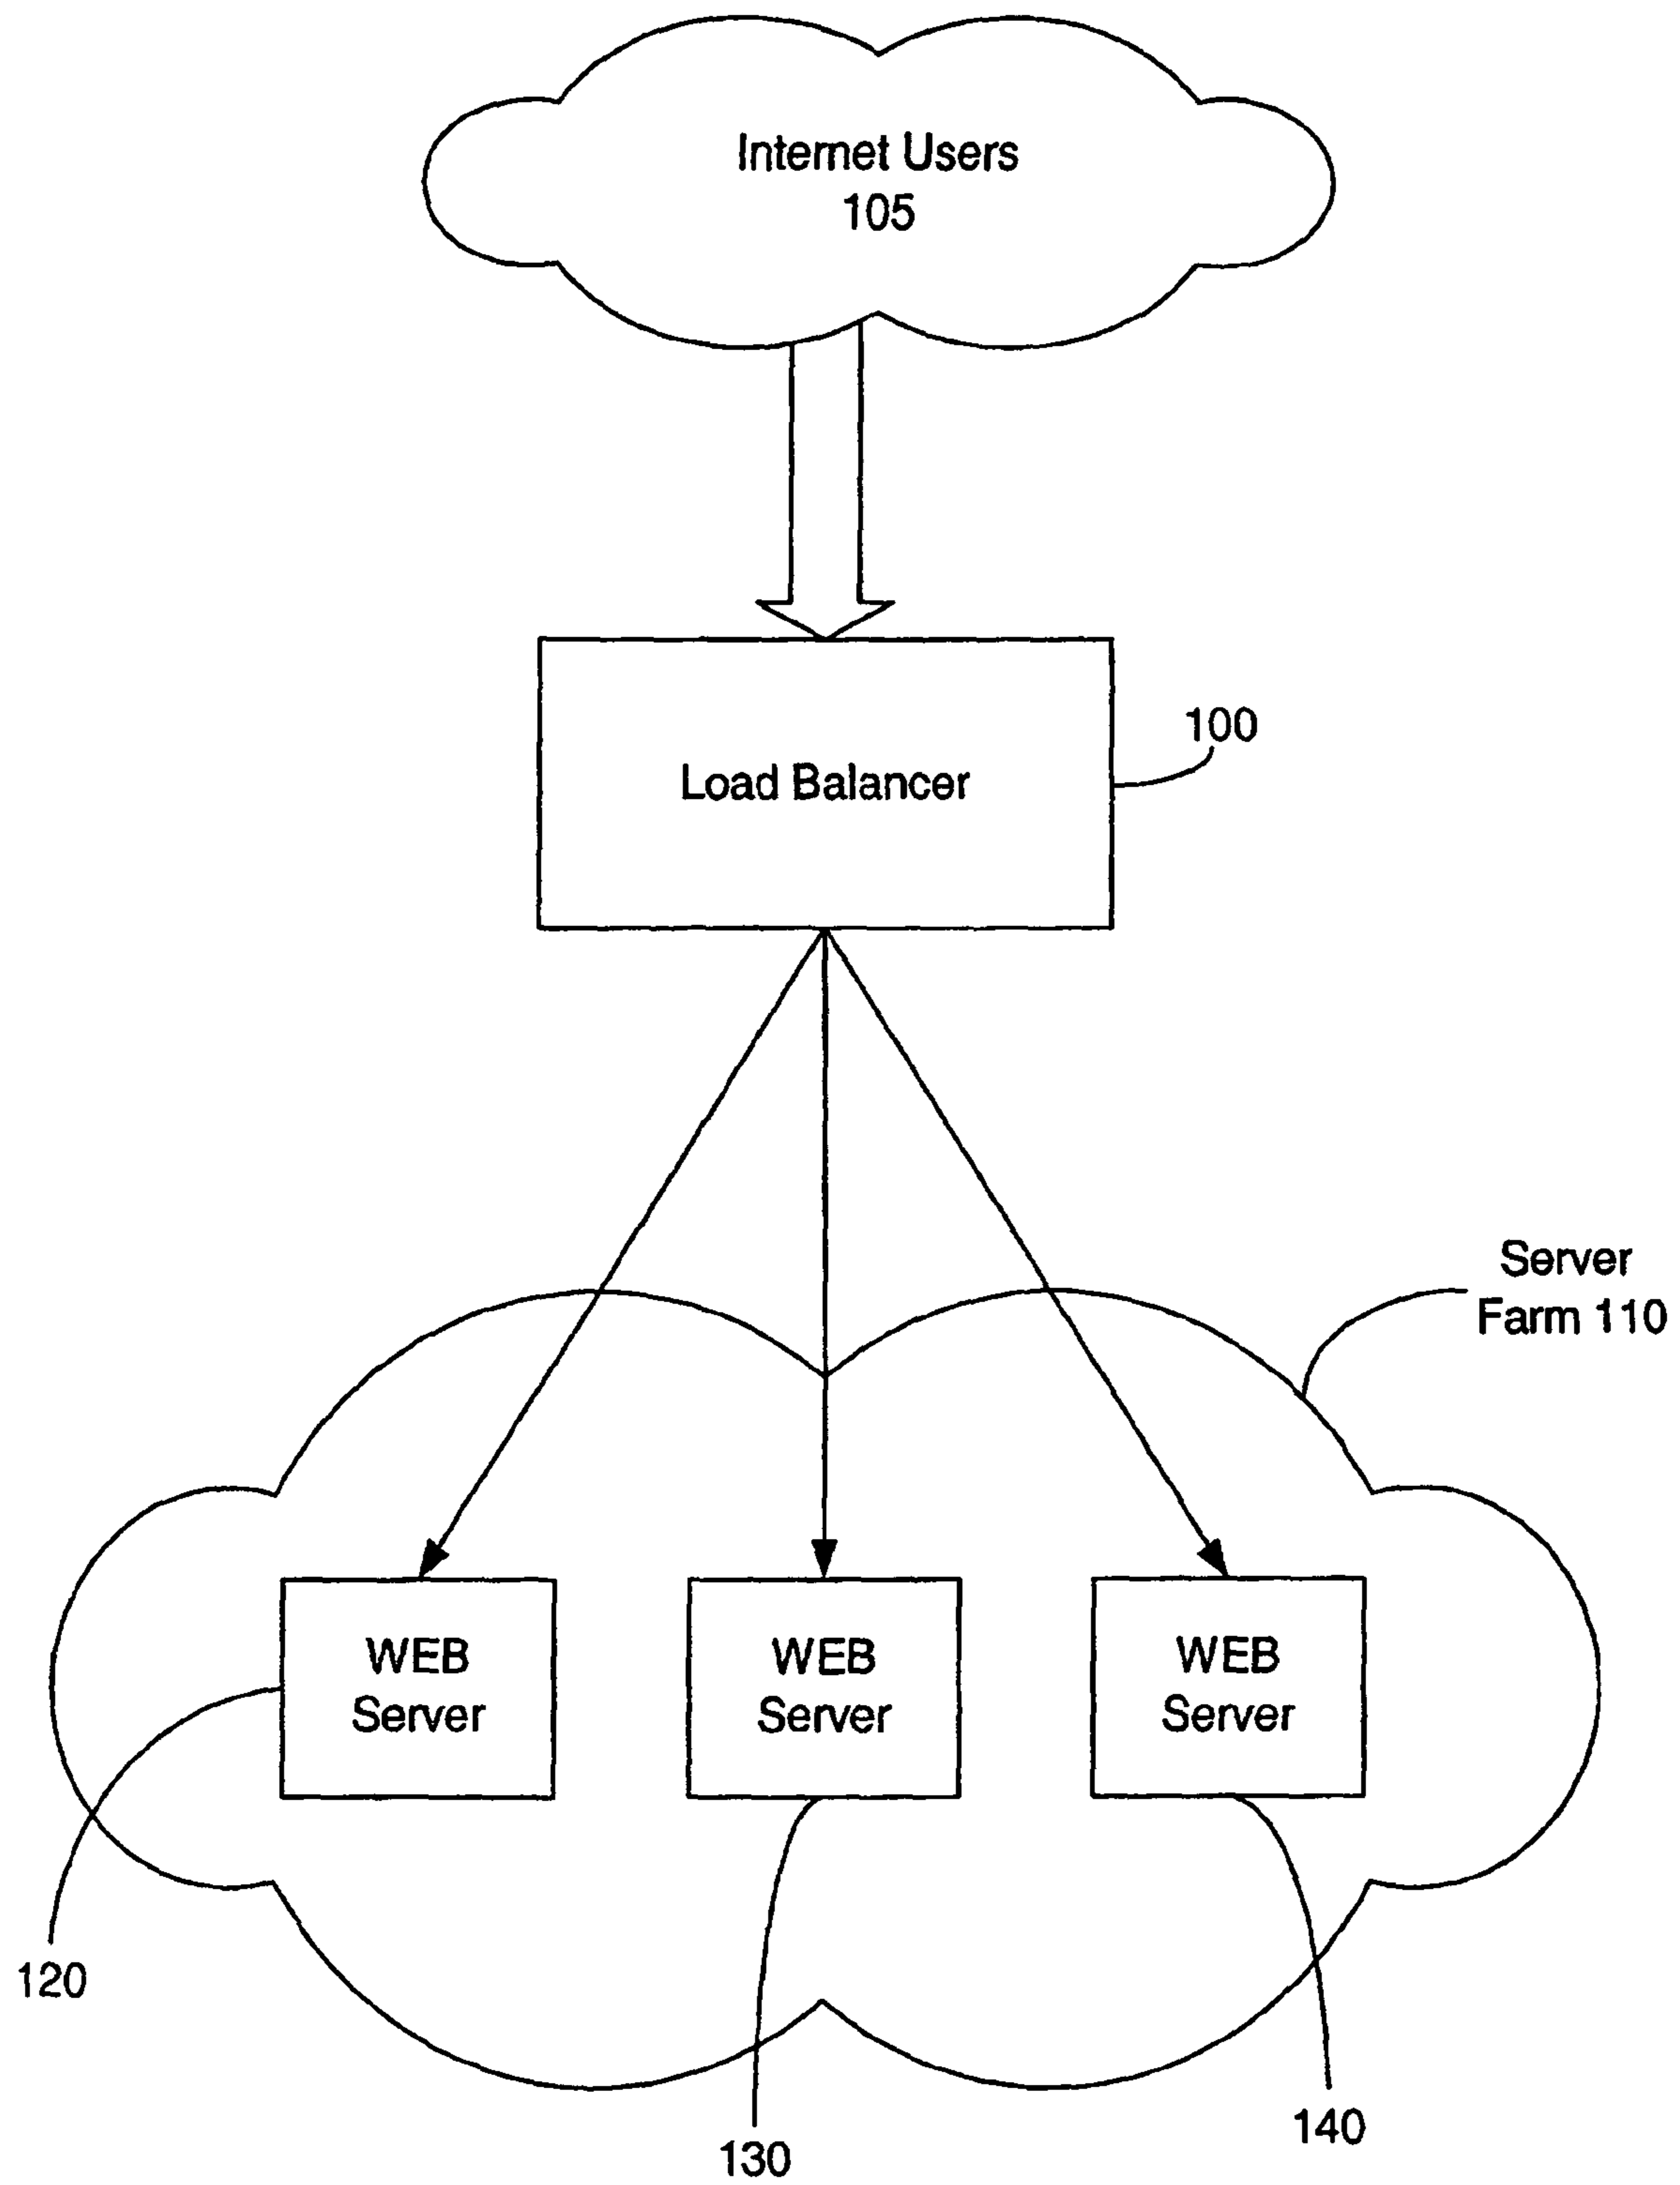 Internet Users
105
100
Load Balancer
Server
Farm 110
WEB
Server
WEB
Server
WEB
Server
120
130
140